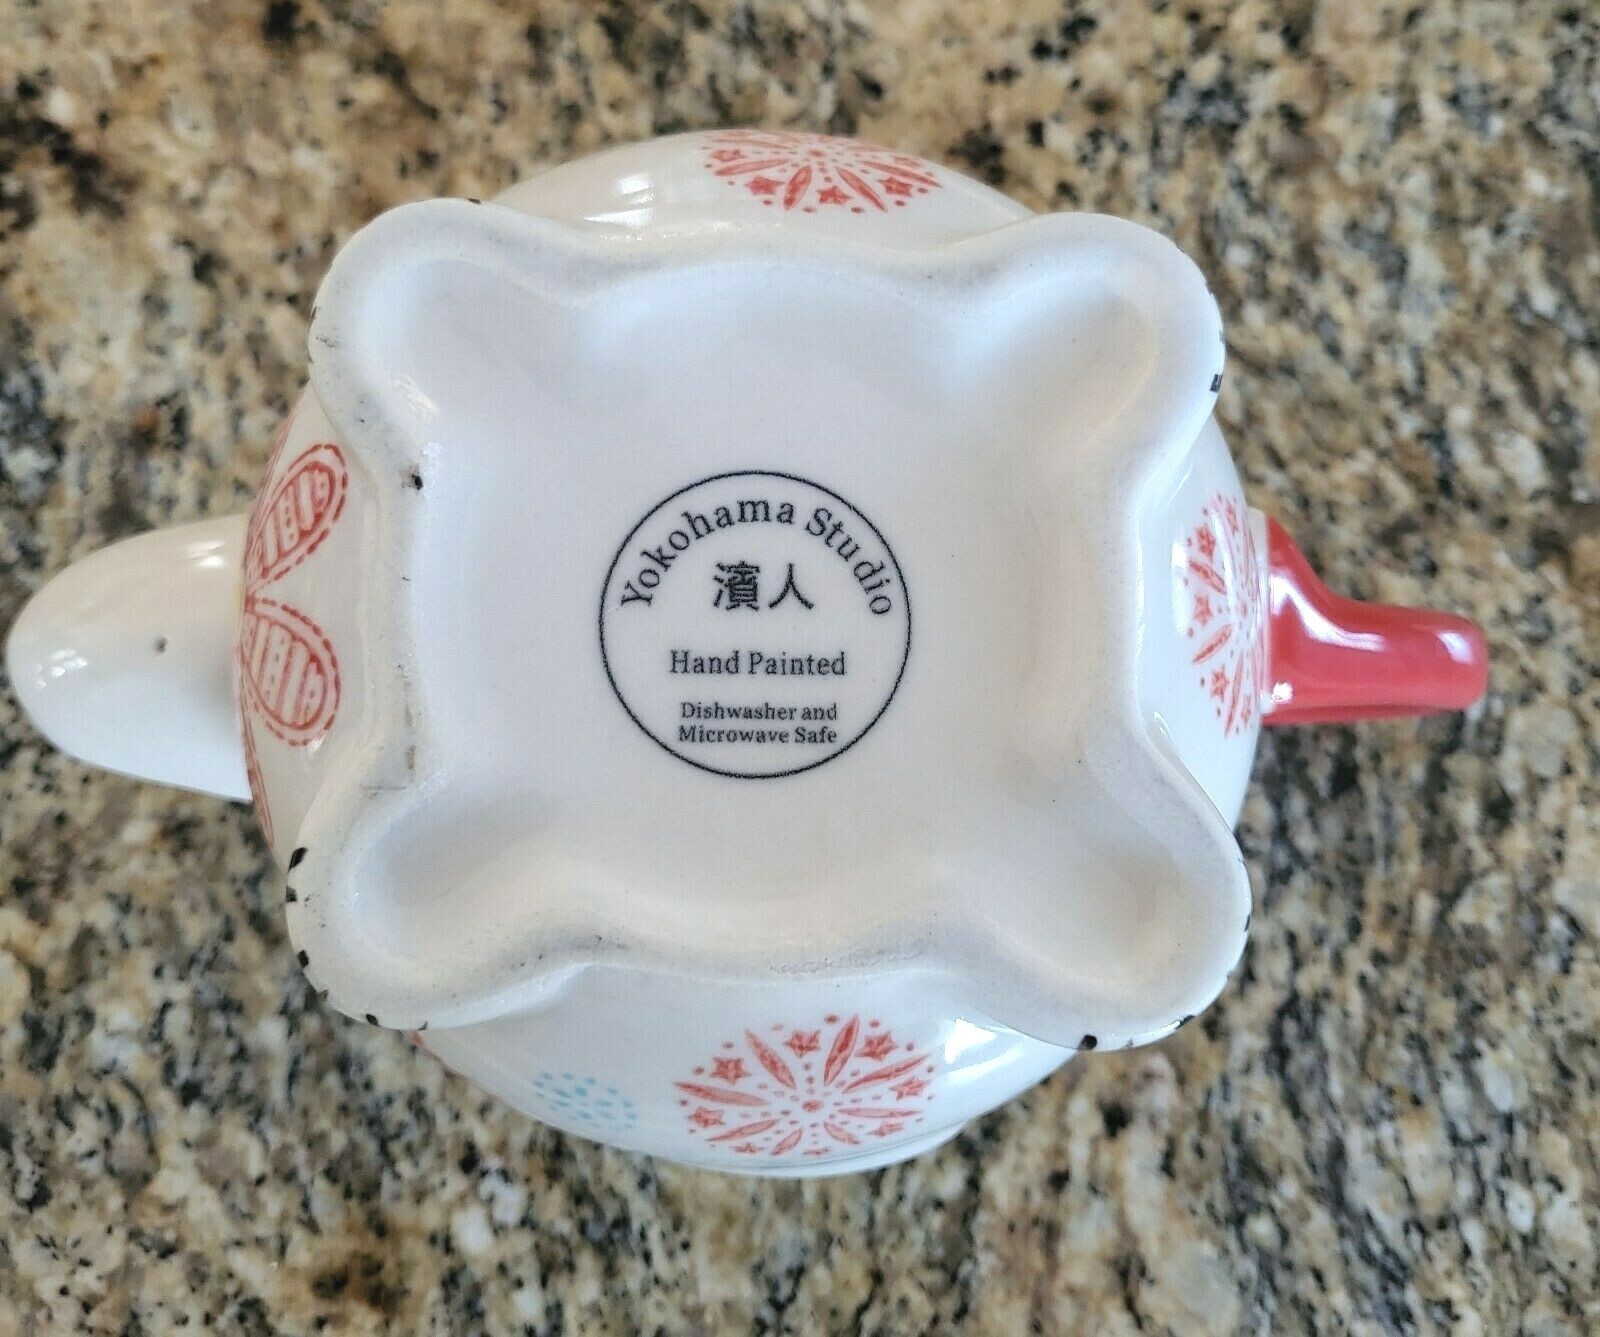 Yokohama Studio
濱人
Hand Painted
Dishwasher and
Microwave Safe